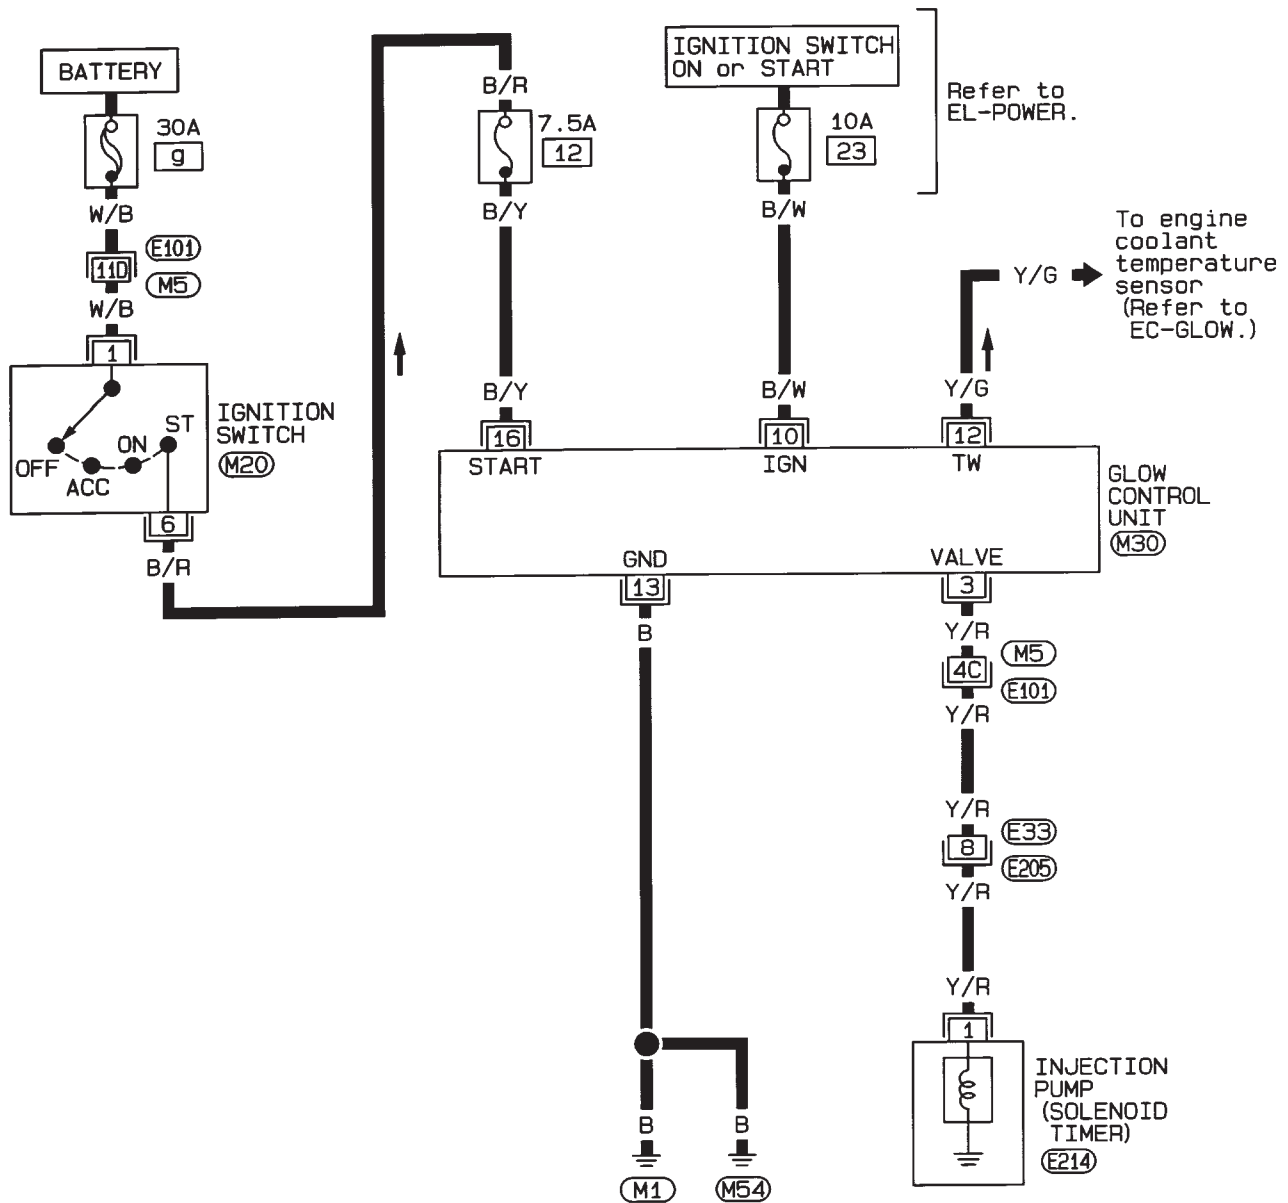 BATTERY
30A
g
W/B
11D
E101
M5
W/B
1
IGNITION
SWITCH
M20
OFF
ACC
ON
ST
6
B/R
B/R
7.5A
12
B/Y
B/Y
16
START
IGNITION SWITCH
ON or START
10A
23
B/W
B/W
10
IGN
Refer to
EL-POWER.
To engine
coolant
temperature
sensor
(Refer to
EC-GLOW.)
Y/G
Y/G
12
TW
GLOW
CONTROL
UNIT
M30
GND
13
B
B
M1
B
M54
VALVE
3
Y/R
4C
M5
E101
Y/R
Y/R
8
E33
E205
Y/R
Y/R
1
INJECTION
PUMP
(SOLENOID
TIMER)
E214